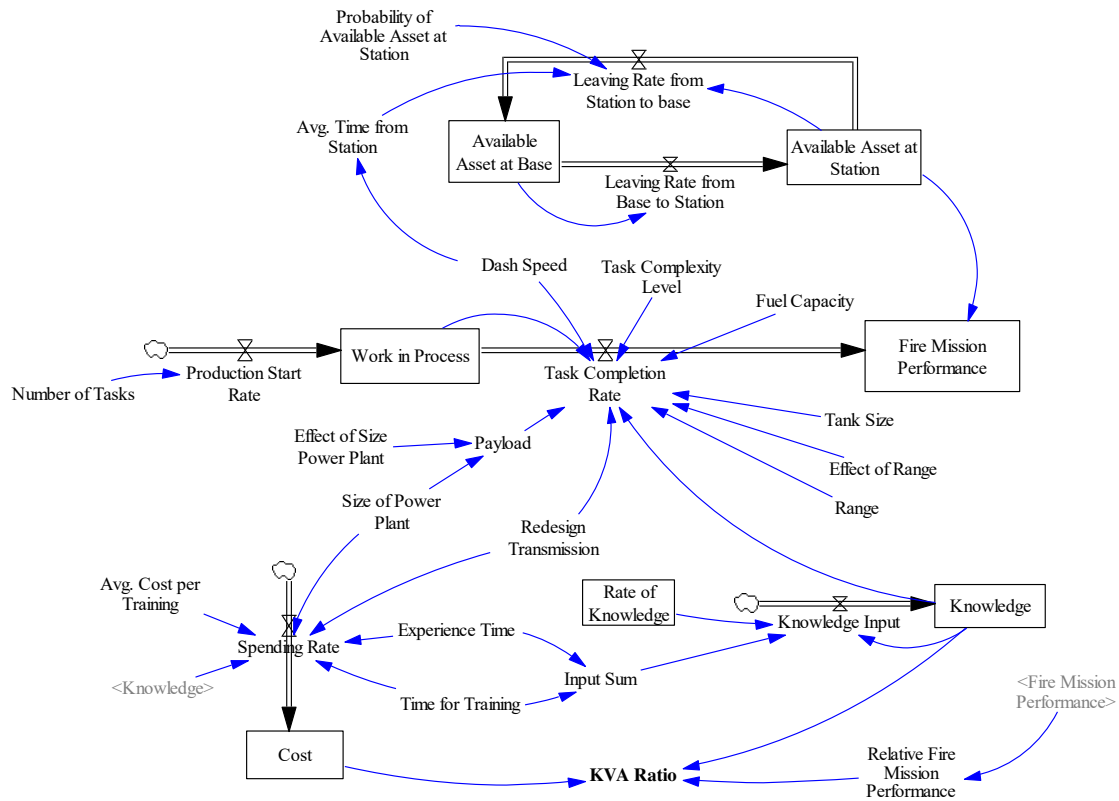 Probability of
Available Asset at
Station
Leaving Rate from
Station to base
Avg. Time from
Station
Available
Asset at Base
Available Asset at
Station
Leaving Rate from
Base to Station
Dash Speed
Task Complexity
Level
Fuel Capacity
Work in Process
Fire Mission
Performance
Number of Tasks
Production Start
Rate
Task Completion
Rate
Tank Size
Effect of Size
Power Plant
Payload
Effect of Range
Range
Size of Power
Plant
Redesign
Transmission
Avg. Cost per
Training
Rate of
Knowledge
Knowledge
Knowledge Input
Experience Time
Spending Rate
<Knowledge>
Input Sum
Time for Training
<Fire Mission
Performance>
Cost
KVA Ratio
Relative Fire
Mission
Performance